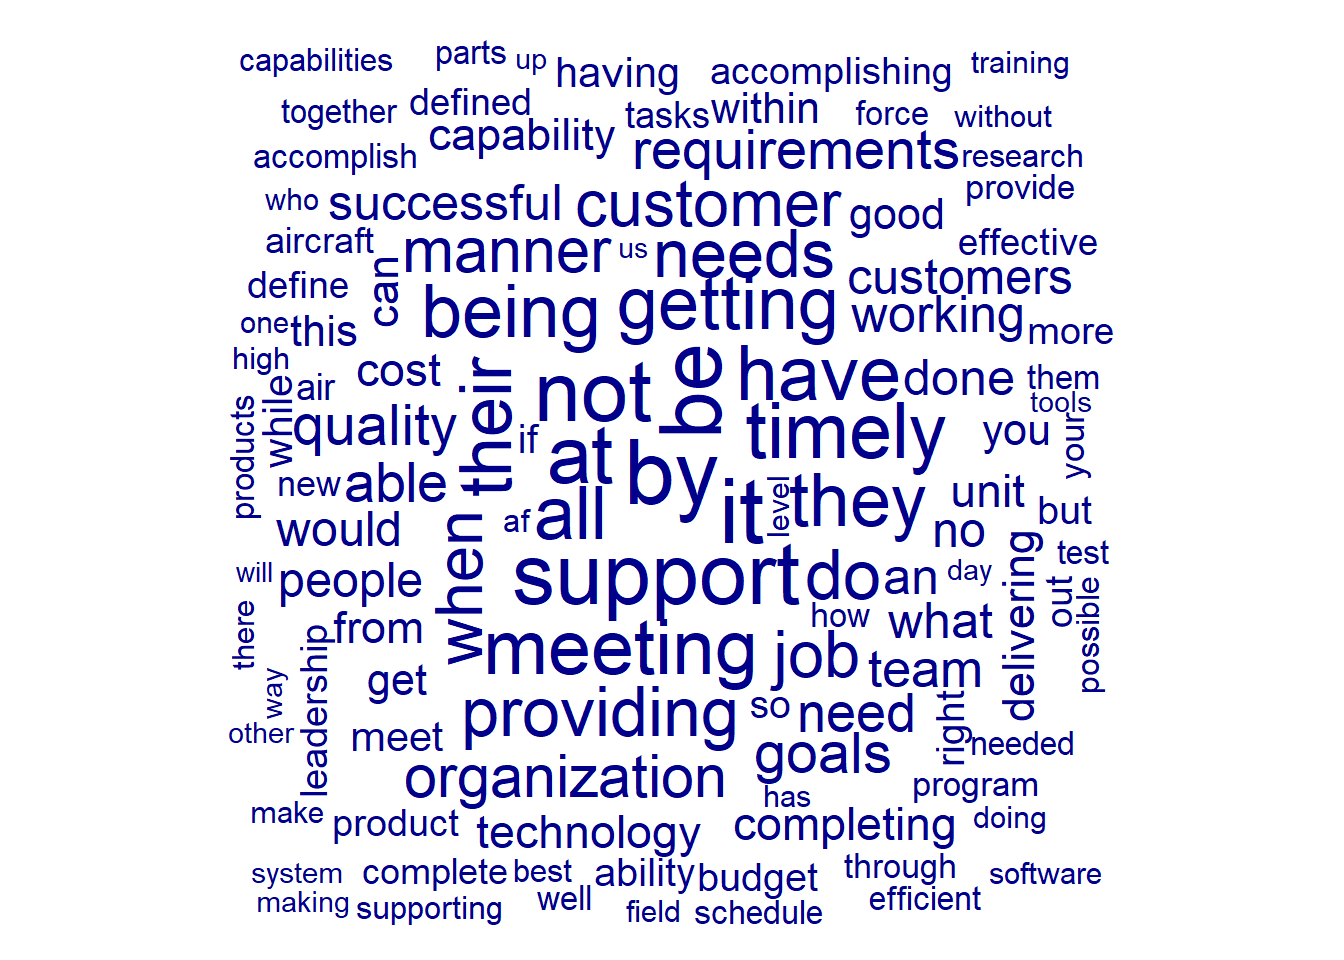 capabilities parts up having accomplishing training
together defined tasks within force without
accomplish capability requirements research
who successful customer good provide
aircraft can manner us needs effective
define being getting customers
one this working more
high air cost their not be have done them
products while quality if at timely you tools your
new able by
would when af all it level they unit no but
will people support do an day delivering out test possible
there leadership from meeting how what
way get job team
other meet providing so need right needed
organization goals program
make product technology has completing doing
system complete best ability budget through software
making supporting well field schedule efficient